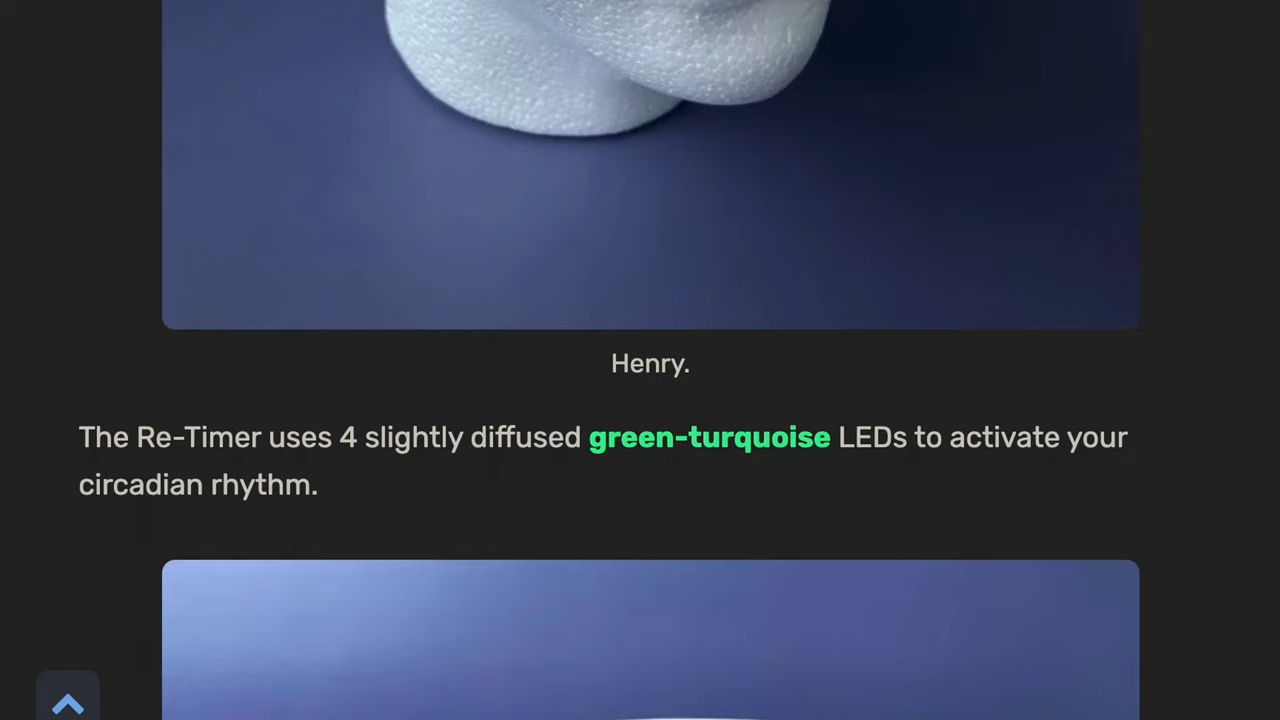 Henry.
The Re-Timer uses 4 slightly diffused green-turquoise LEDs to activate your
circadian rhythm.